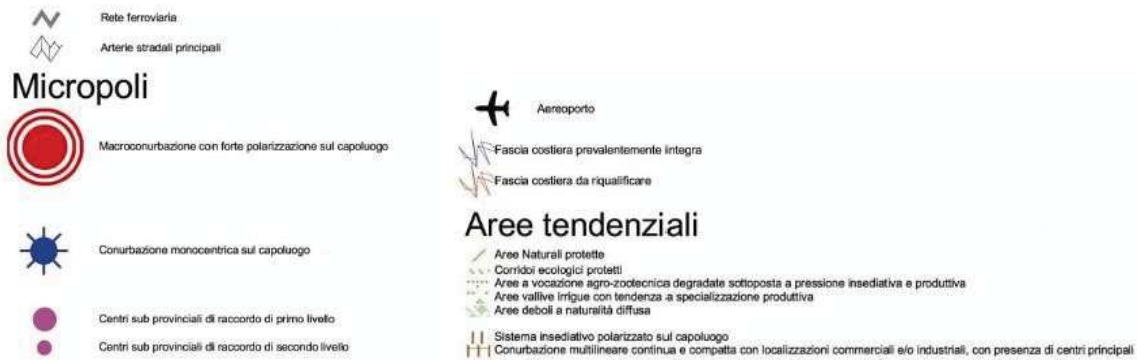 Rete ferroviaria
Arterie stradali principali
Micropoli
Macroconurbazione con forte polarizzazione sul capoluogo
Conurbazione monocentrica sul capoluogo
Centri sub provinciali di raccordo di primo livello
Centri sub provinciali di raccordo di secondo livello
Aereoporto
Fascia costiera prevalentemente integra
Fascia costiera da riqualificare
Aree tendenziali
Aree Naturali protette
Corridoi ecologici protetti
Aree a vocazione agro-zootecnica degradate sottoposta a pressione insediativa e produttiva
Aree vallive irrigue con tendenza a specializzazione produttiva
Aree deboli a naturalità diffusa
Sistema insediativo polarizzato sul capoluogo
Conurbazione multilineare continua e compatta con localizzazioni commerciali e/o industriali, con presenza di centri principali